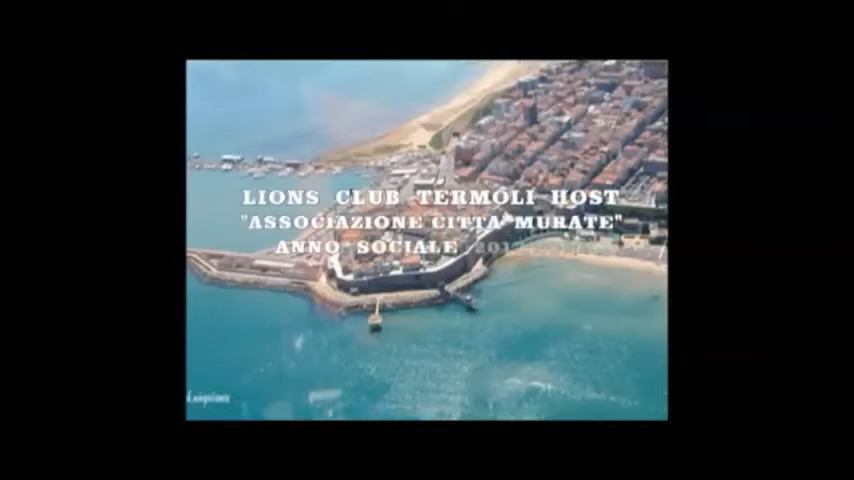 LIONS CLUB TERMOLI HOST
"ASSOCIAZIONE CITTA' MURATE"
ANNO SOCIALE